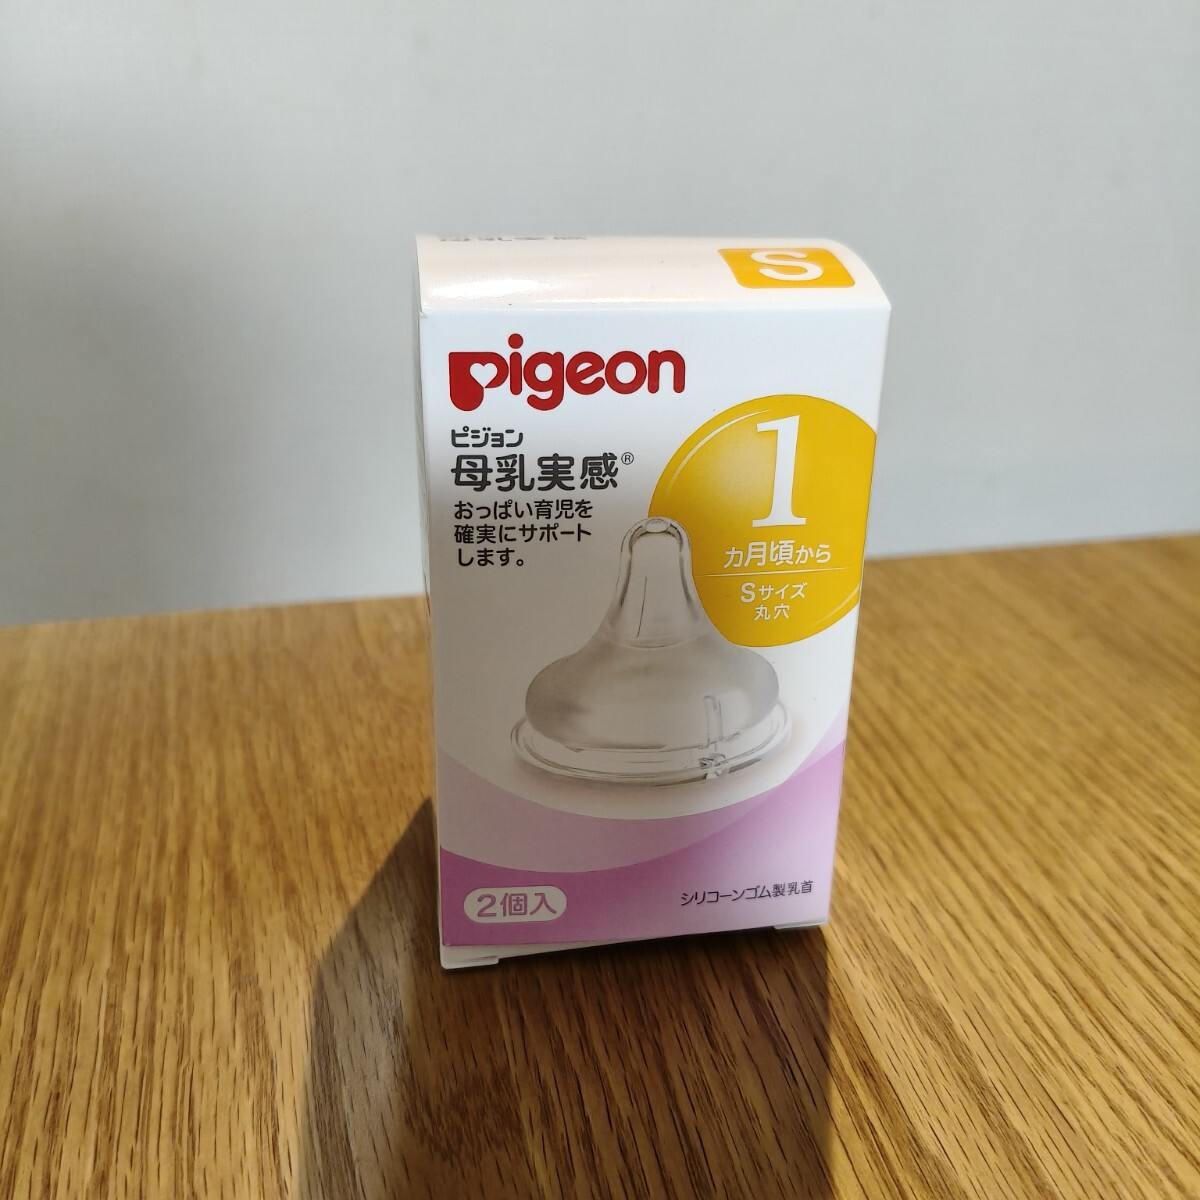 S
Pigeon
ピジョン
母乳実感®
おっぱい育児を
確実にサポート
します。
1
カ月頃から
Sサイズ
丸穴
2個入
シリコーンゴム製乳首